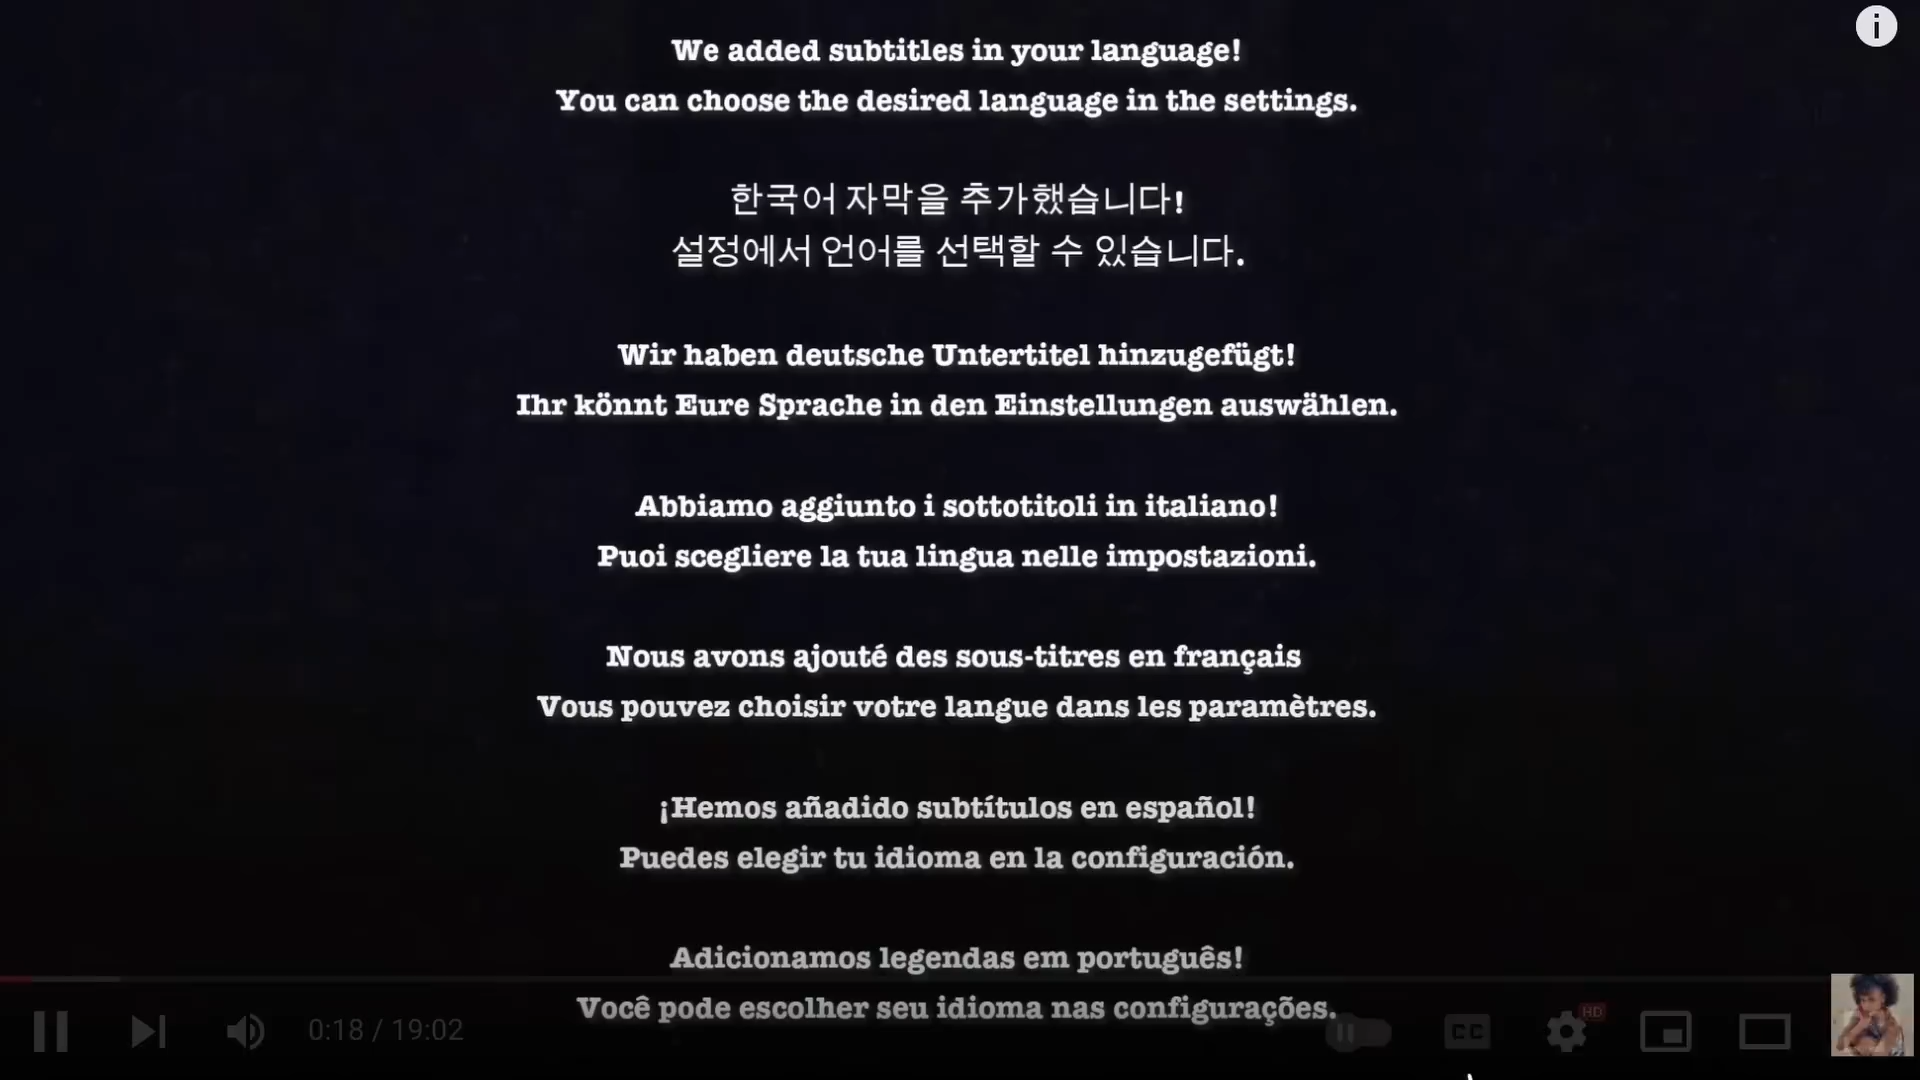 We added subtitles in your language!
You can choose the desired language in the settings.
한국어 자막을 추가했습니다!
설정에서 언어를 선택할 수 있습니다.
Wir haben deutsche Untertitel hinzugefügt!
Ihr könnt Eure Sprache in den Einstellungen auswählen.
Abbiamo aggiunto i sottotitoli in italiano!
Puoi scegliere la tua lingua nelle impostazioni.
Nous avons ajouté des sous-titres en français
Vous pouvez choisir votre langue dans les paramètres.
¡Hemos añadido subtítulos en español!
Puedes elegir tu idioma en la configuración.
Adicionamos legendas em português!
Você pode escolher seu idioma nas configurações.
0:18 / 19:02
CC
HD
i